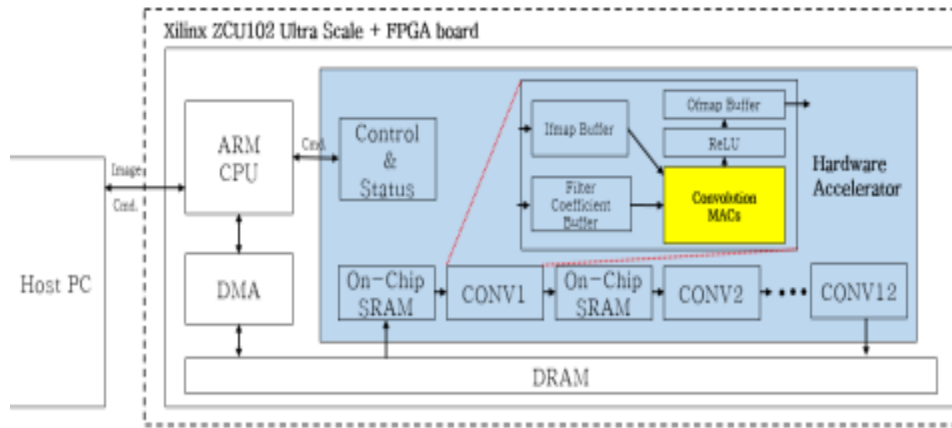 Xilinx ZCU102 Ultra Scale + FPGA board
Host PC
Image
Cmd.
ARM
CPU
DMA
Cmd.
Control
&
Status
Ifmap Buffer
Filter
Coefficient
Buffer
Ofmap Buffer
ReLU
Convolution
MACs
Hardware
Accelerator
On-Chip
SRAM
CONV1
On-Chip
SRAM
CONV2
•••
CONV12
DRAM